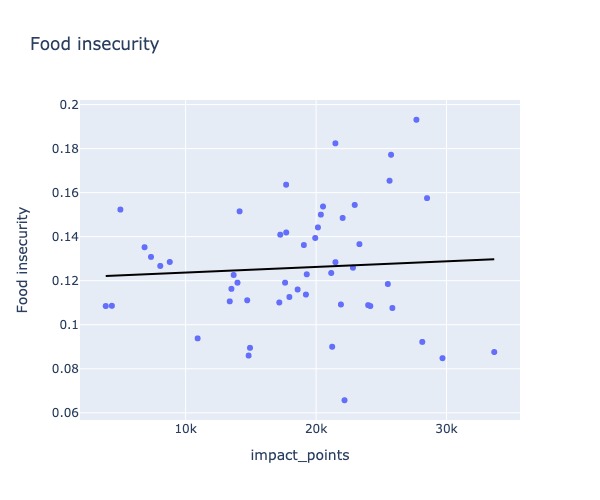 Food insecurity
0.2
0.18
0.16
0.14
0.12
0.1
0.08
0.06
Food insecurity
10k
20k
30k
impact_points